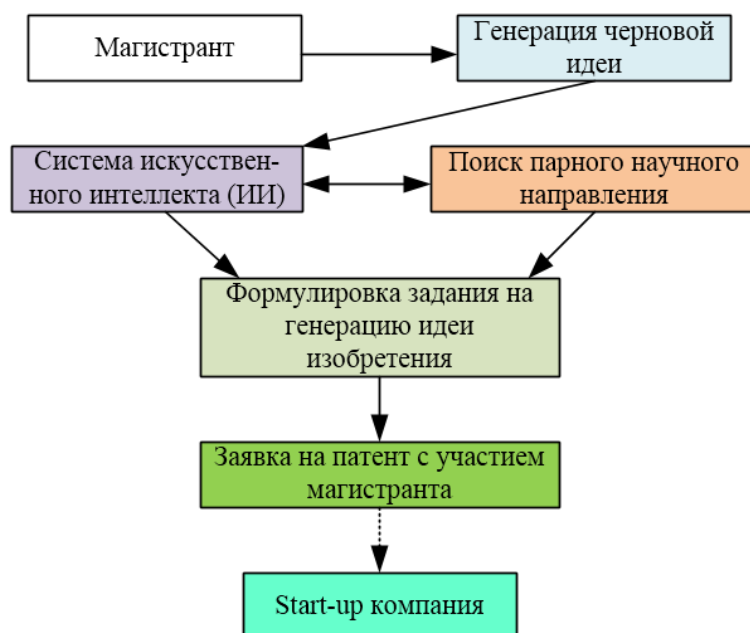 Магистрант
Генерация черновой
идеи
Система искусствен-
ного интеллекта (ИИ)
Поиск парного научного
направления
Формулировка задания на
генерацию идеи
изобретения
Заявка на патент с участием
магистранта
Start-up компания